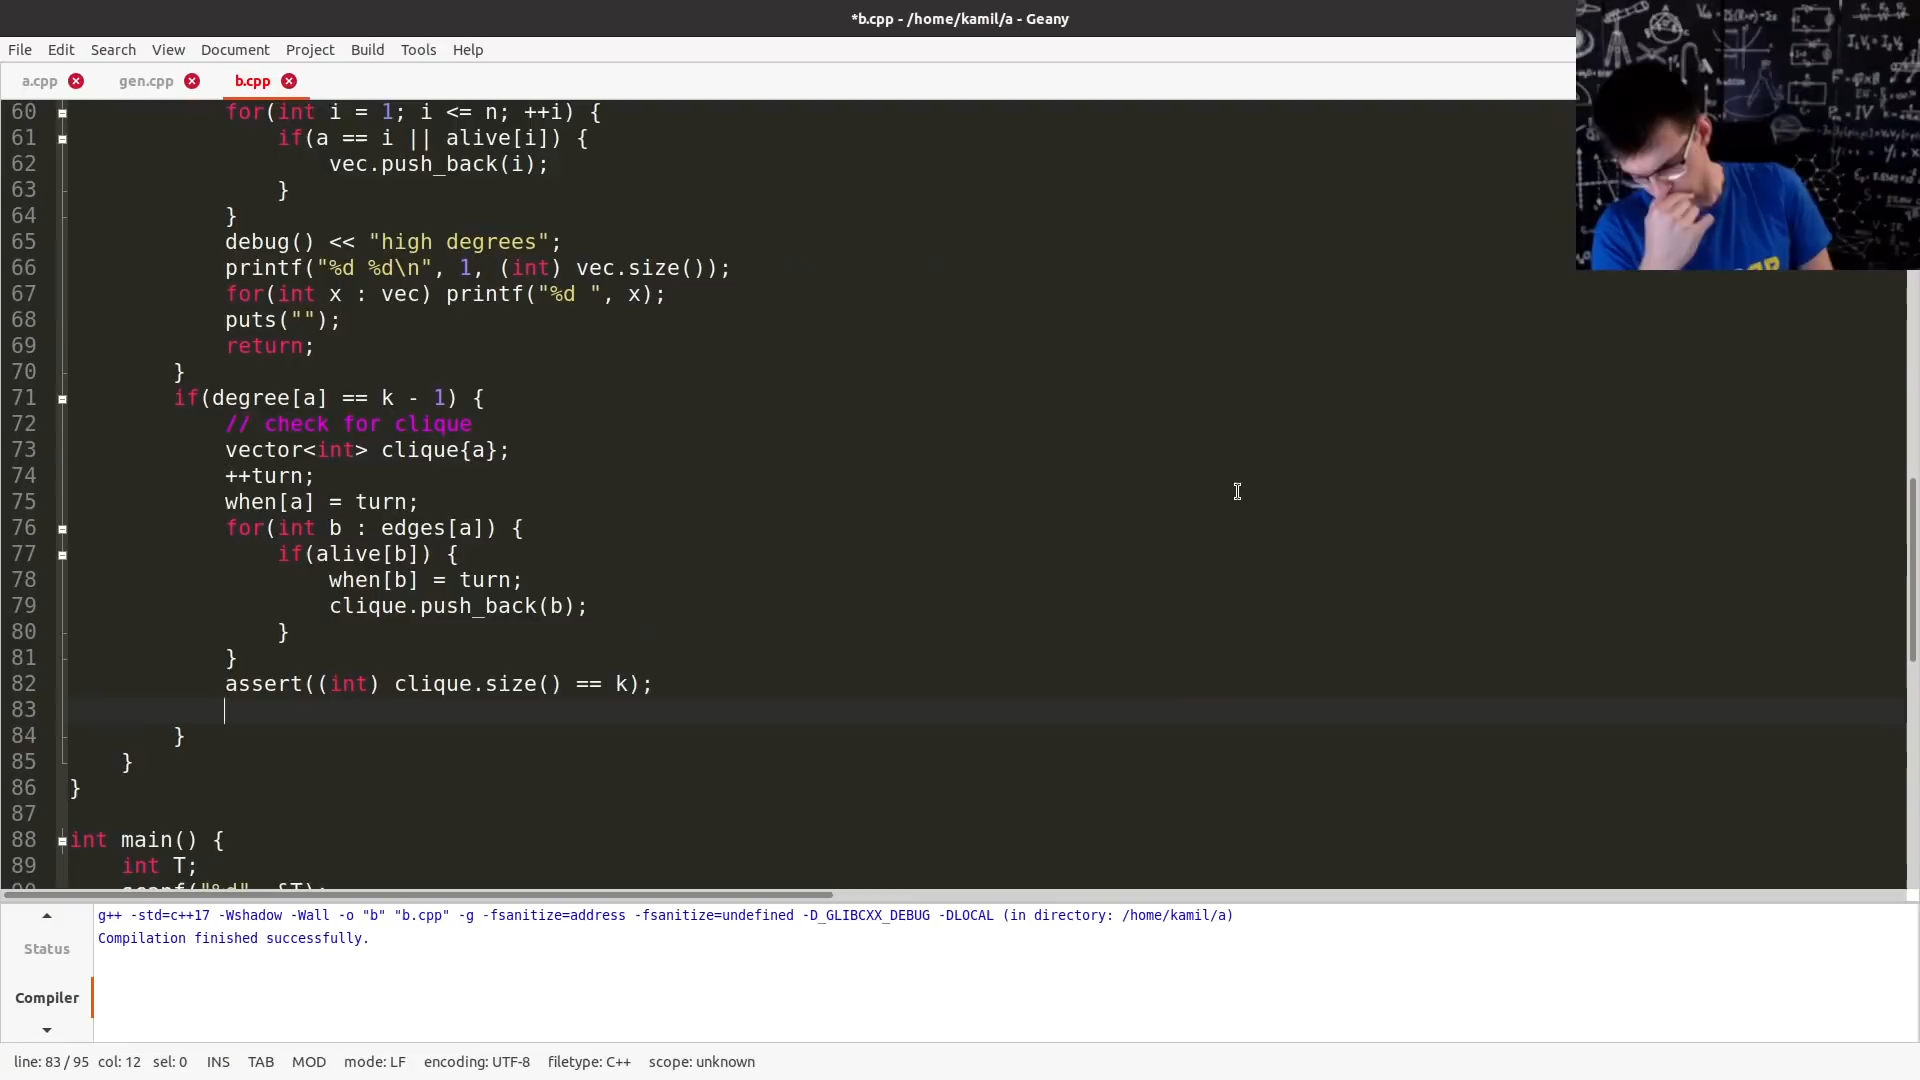 *b.cpp - /home/kamil/a - Geany
File Edit Search View Document Project Build Tools Help
a.cpp gen.cpp b.cpp
60 for(int i = 1; i <= n; ++i) {
61 if(a == i || alive[i]) {
62 vec.push_back(i);
63 }
64 }
65 debug() << "high degrees";
66 printf("%d %d\n", 1, (int) vec.size());
67 for(int x : vec) printf("%d ", x);
68 puts("");
69 return;
70 }
71 if(degree[a] == k - 1) {
72 // check for clique
73 vector<int> clique{a};
74 ++turn;
75 when[a] = turn;
76 for(int b : edges[a]) {
77 if(alive[b]) {
78 when[b] = turn;
79 clique.push_back(b);
80 }
81 }
82 assert((int) clique.size() == k);
83
84 }
85 }
86 }
87
88 int main() {
89 int T;
90 scanf("%d", &T);
Status
Compiler
g++ -std=c++17 -Wshadow -Wall -o "b" "b.cpp" -g -fsanitize=address -fsanitize=undefined -D_GLIBCXX_DEBUG -DLOCAL (in directory: /home/kamil/a)
Compilation finished successfully.
line: 83 / 95 col: 12 sel: 0 INS TAB MOD mode: LF encoding: UTF-8 filetype: C++ scope: unknown